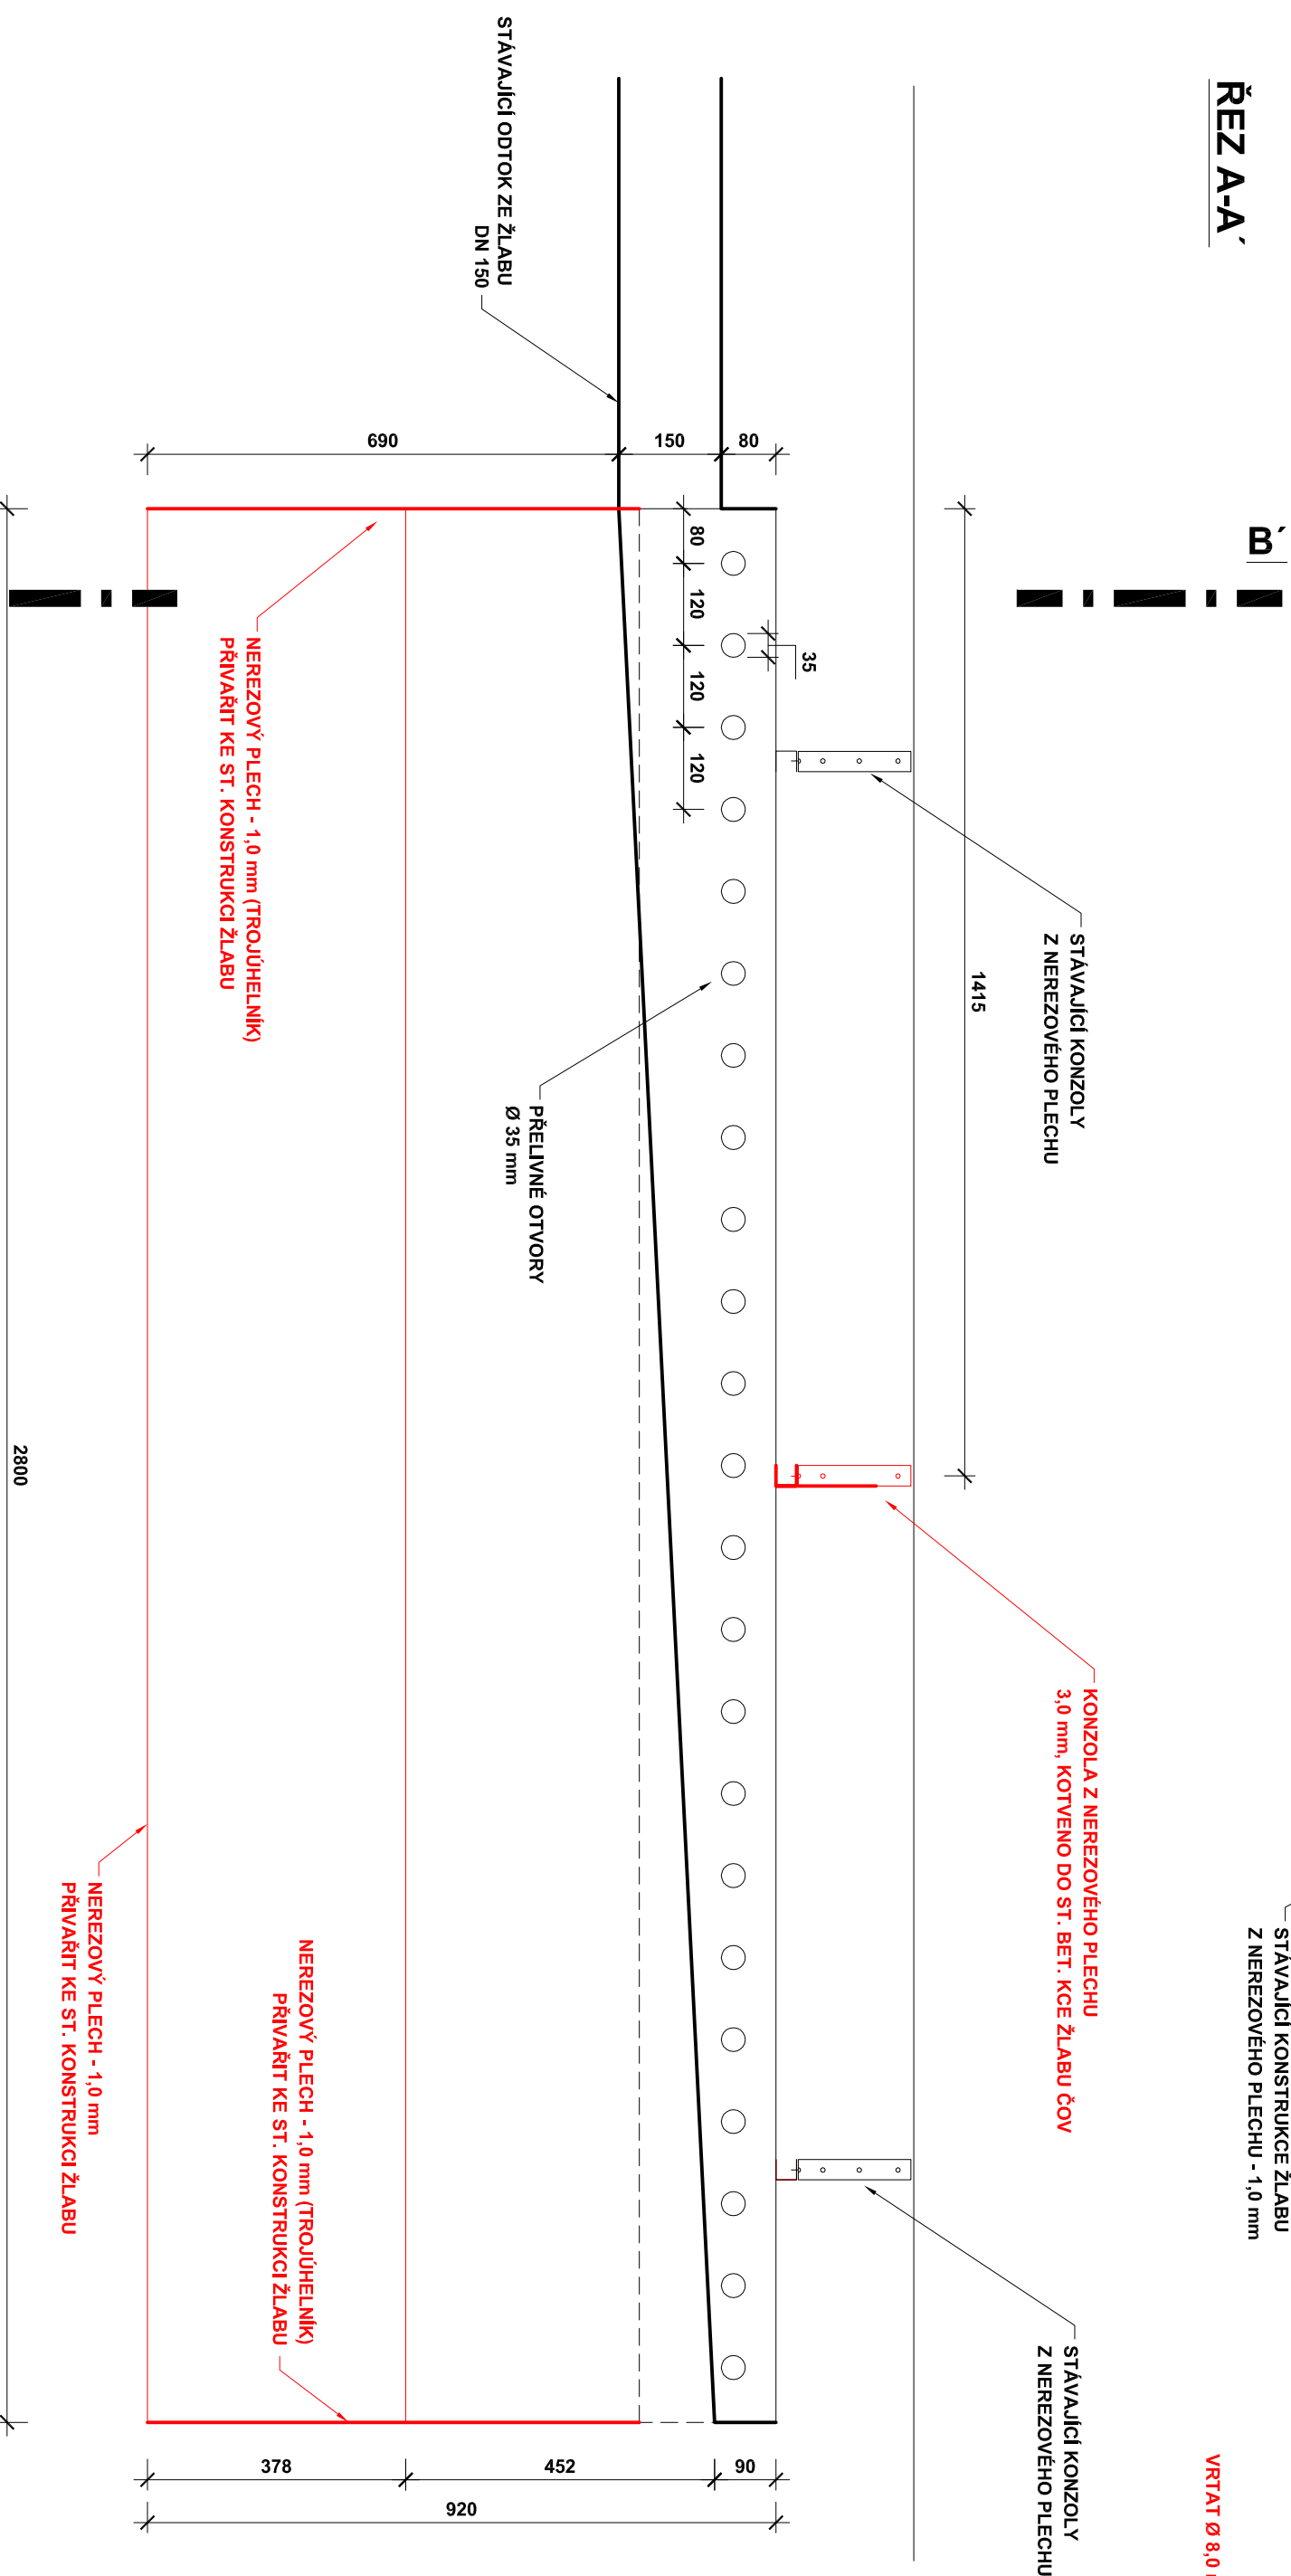 ŘEZ A-A´
B´
STÁVAJÍCÍ KONSTRUKCE ŽLABU
Z NEREZOVÉHO PLECHU - 1,0 mm
VRTAT Ø 8,0
STÁVAJÍCÍ KONZOLY
Z NEREZOVÉHO PLECHU
KONZOLA Z NEREZOVÉHO PLECHU
3,0 mm, KOTVENO DO ST. BET. KCE ŽLABU ČOV
STÁVAJÍCÍ KONZOLY
Z NEREZOVÉHO PLECHU
1415
35
80
120
120
120
80
150
690
STÁVAJÍCÍ ODTOK ZE ŽLABU
DN 150
PŘELIVNÉ OTVORY
Ø 35 mm
90
452
378
920
NEREZOVÝ PLECH - 1,0 mm (TROJÚHELNÍK)
PŘIVAŘIT KE ST. KONSTRUKCI ŽLABU
NEREZOVÝ PLECH - 1,0 mm (TROJÚHELNÍK)
PŘIVAŘIT KE ST. KONSTRUKCI ŽLABU
NEREZOVÝ PLECH - 1,0 mm
PŘIVAŘIT KE ST. KONSTRUKCI ŽLABU
2800